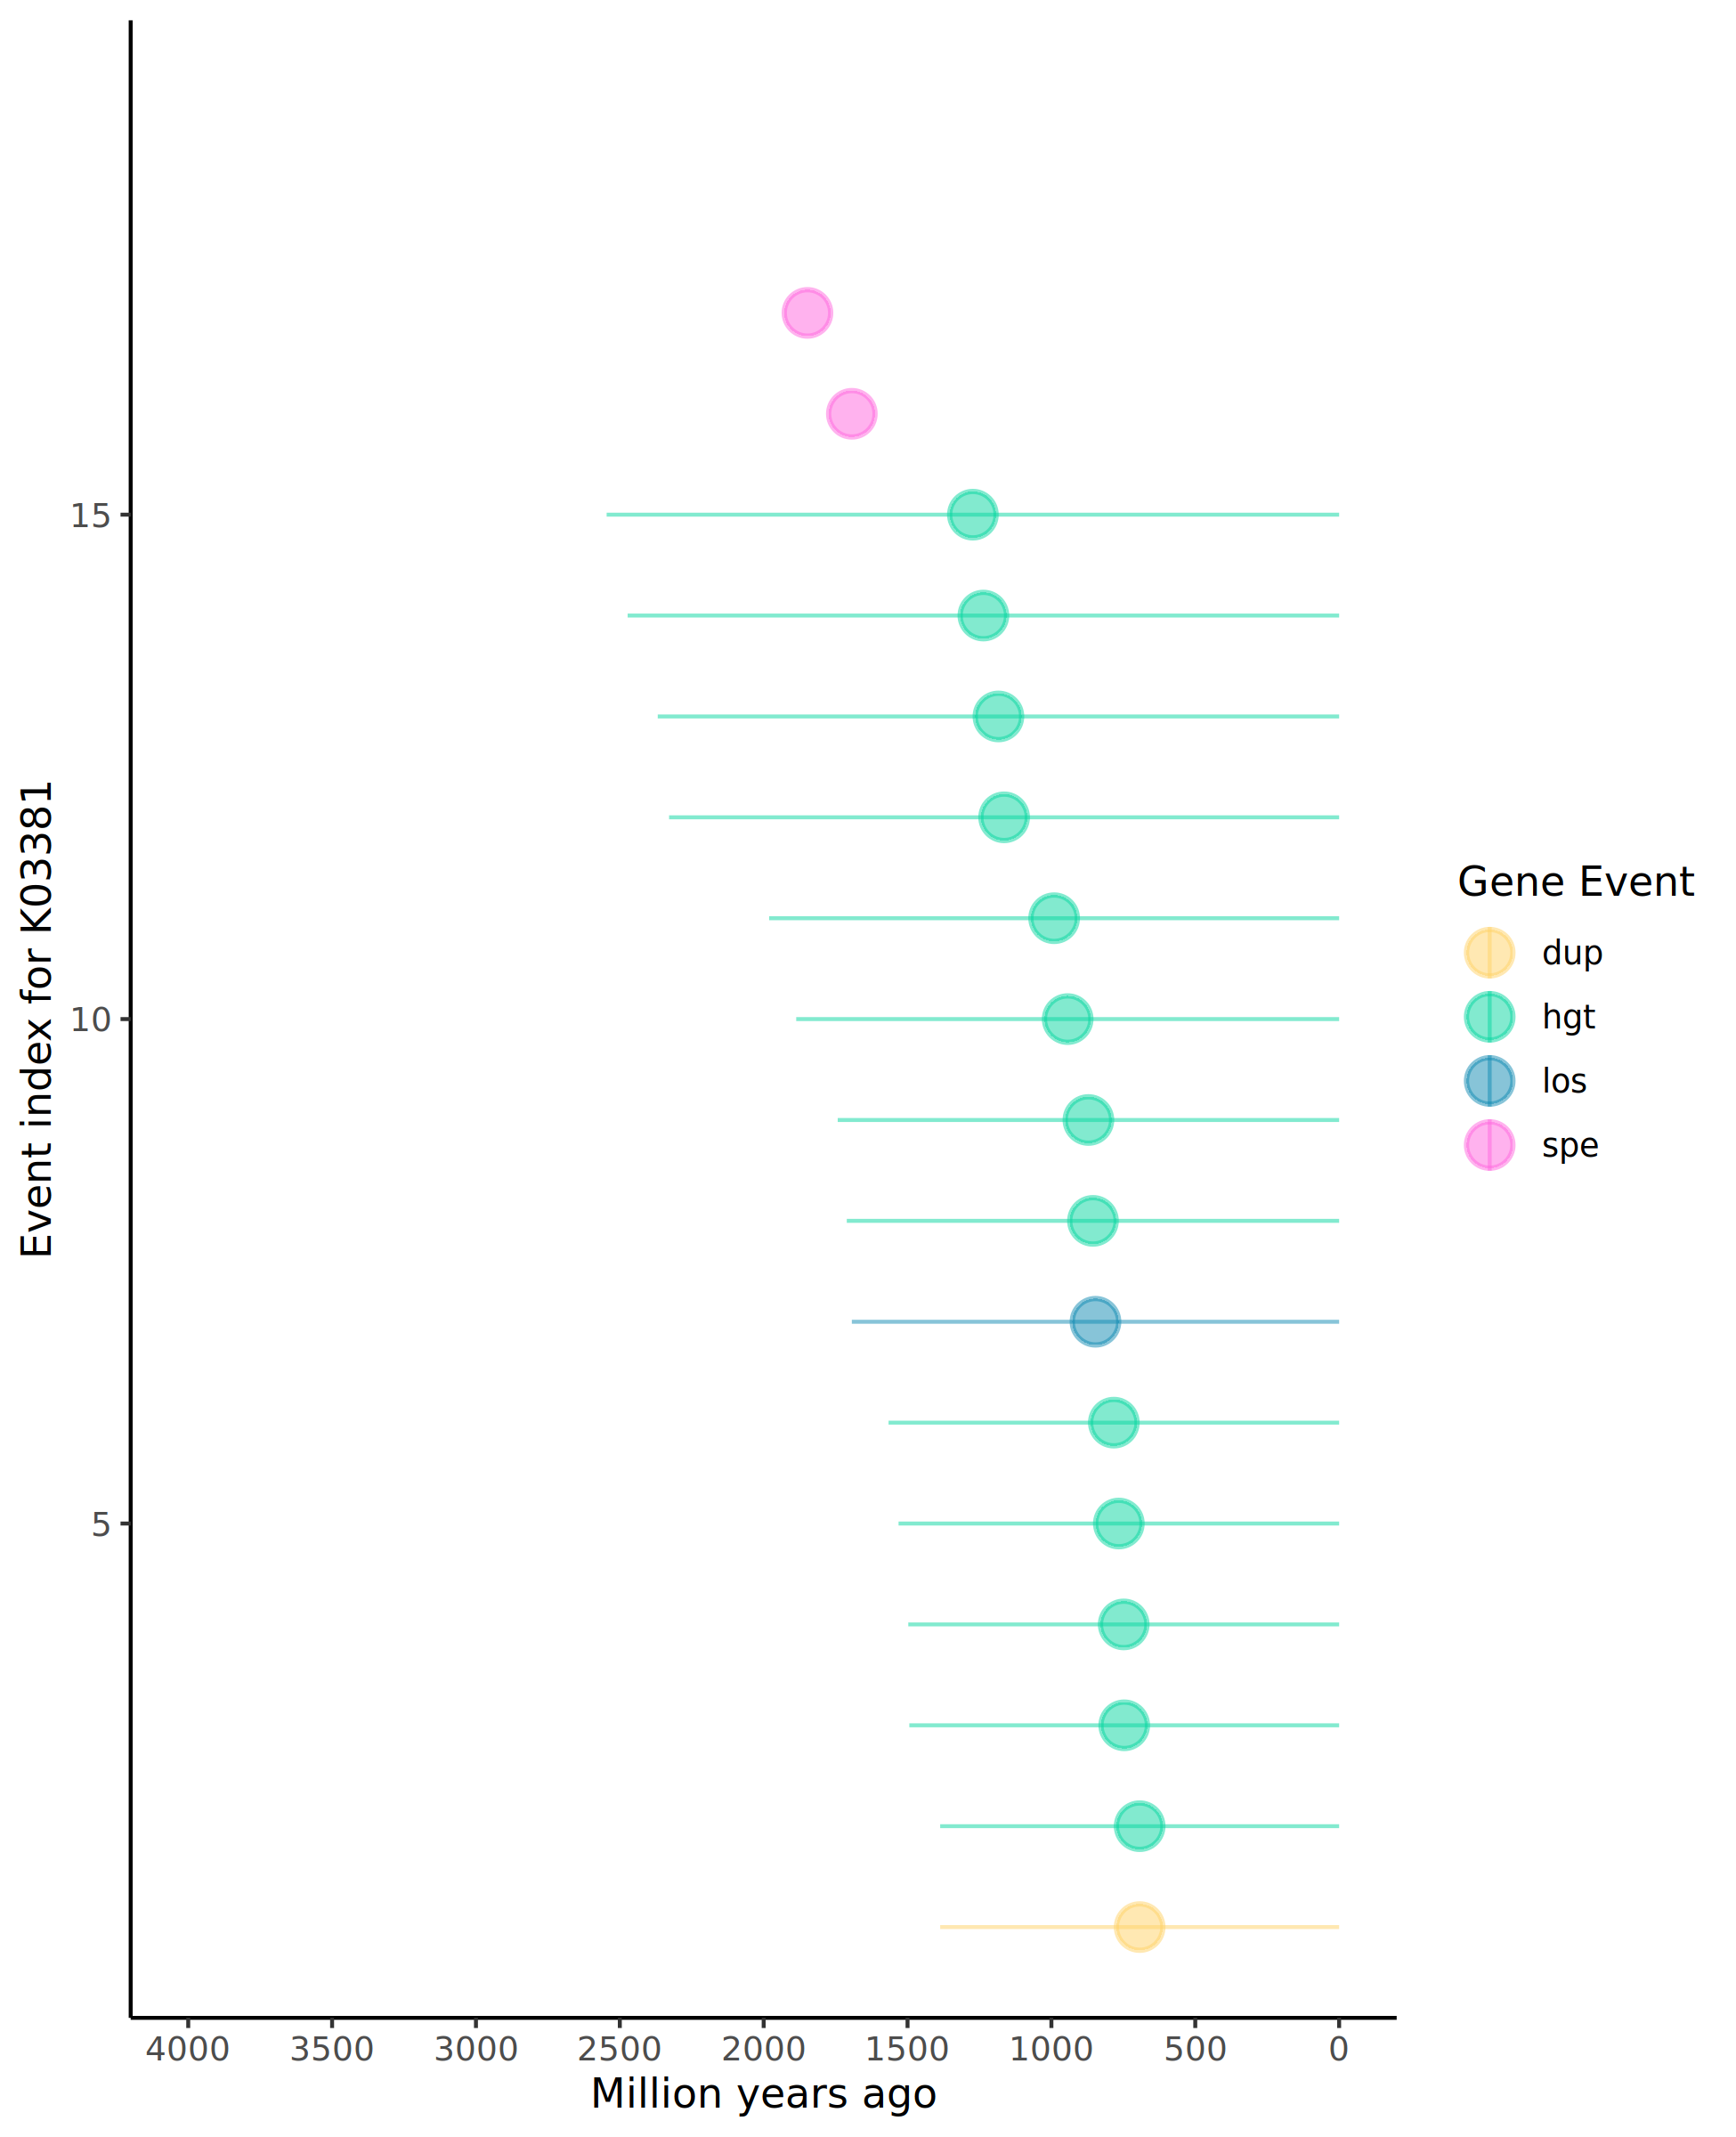 Event index for K03381
15
10
5
4000 3500 3000 2500 2000 1500 1000 500 0
Million years ago
Gene Event
dup
hgt
los
spe